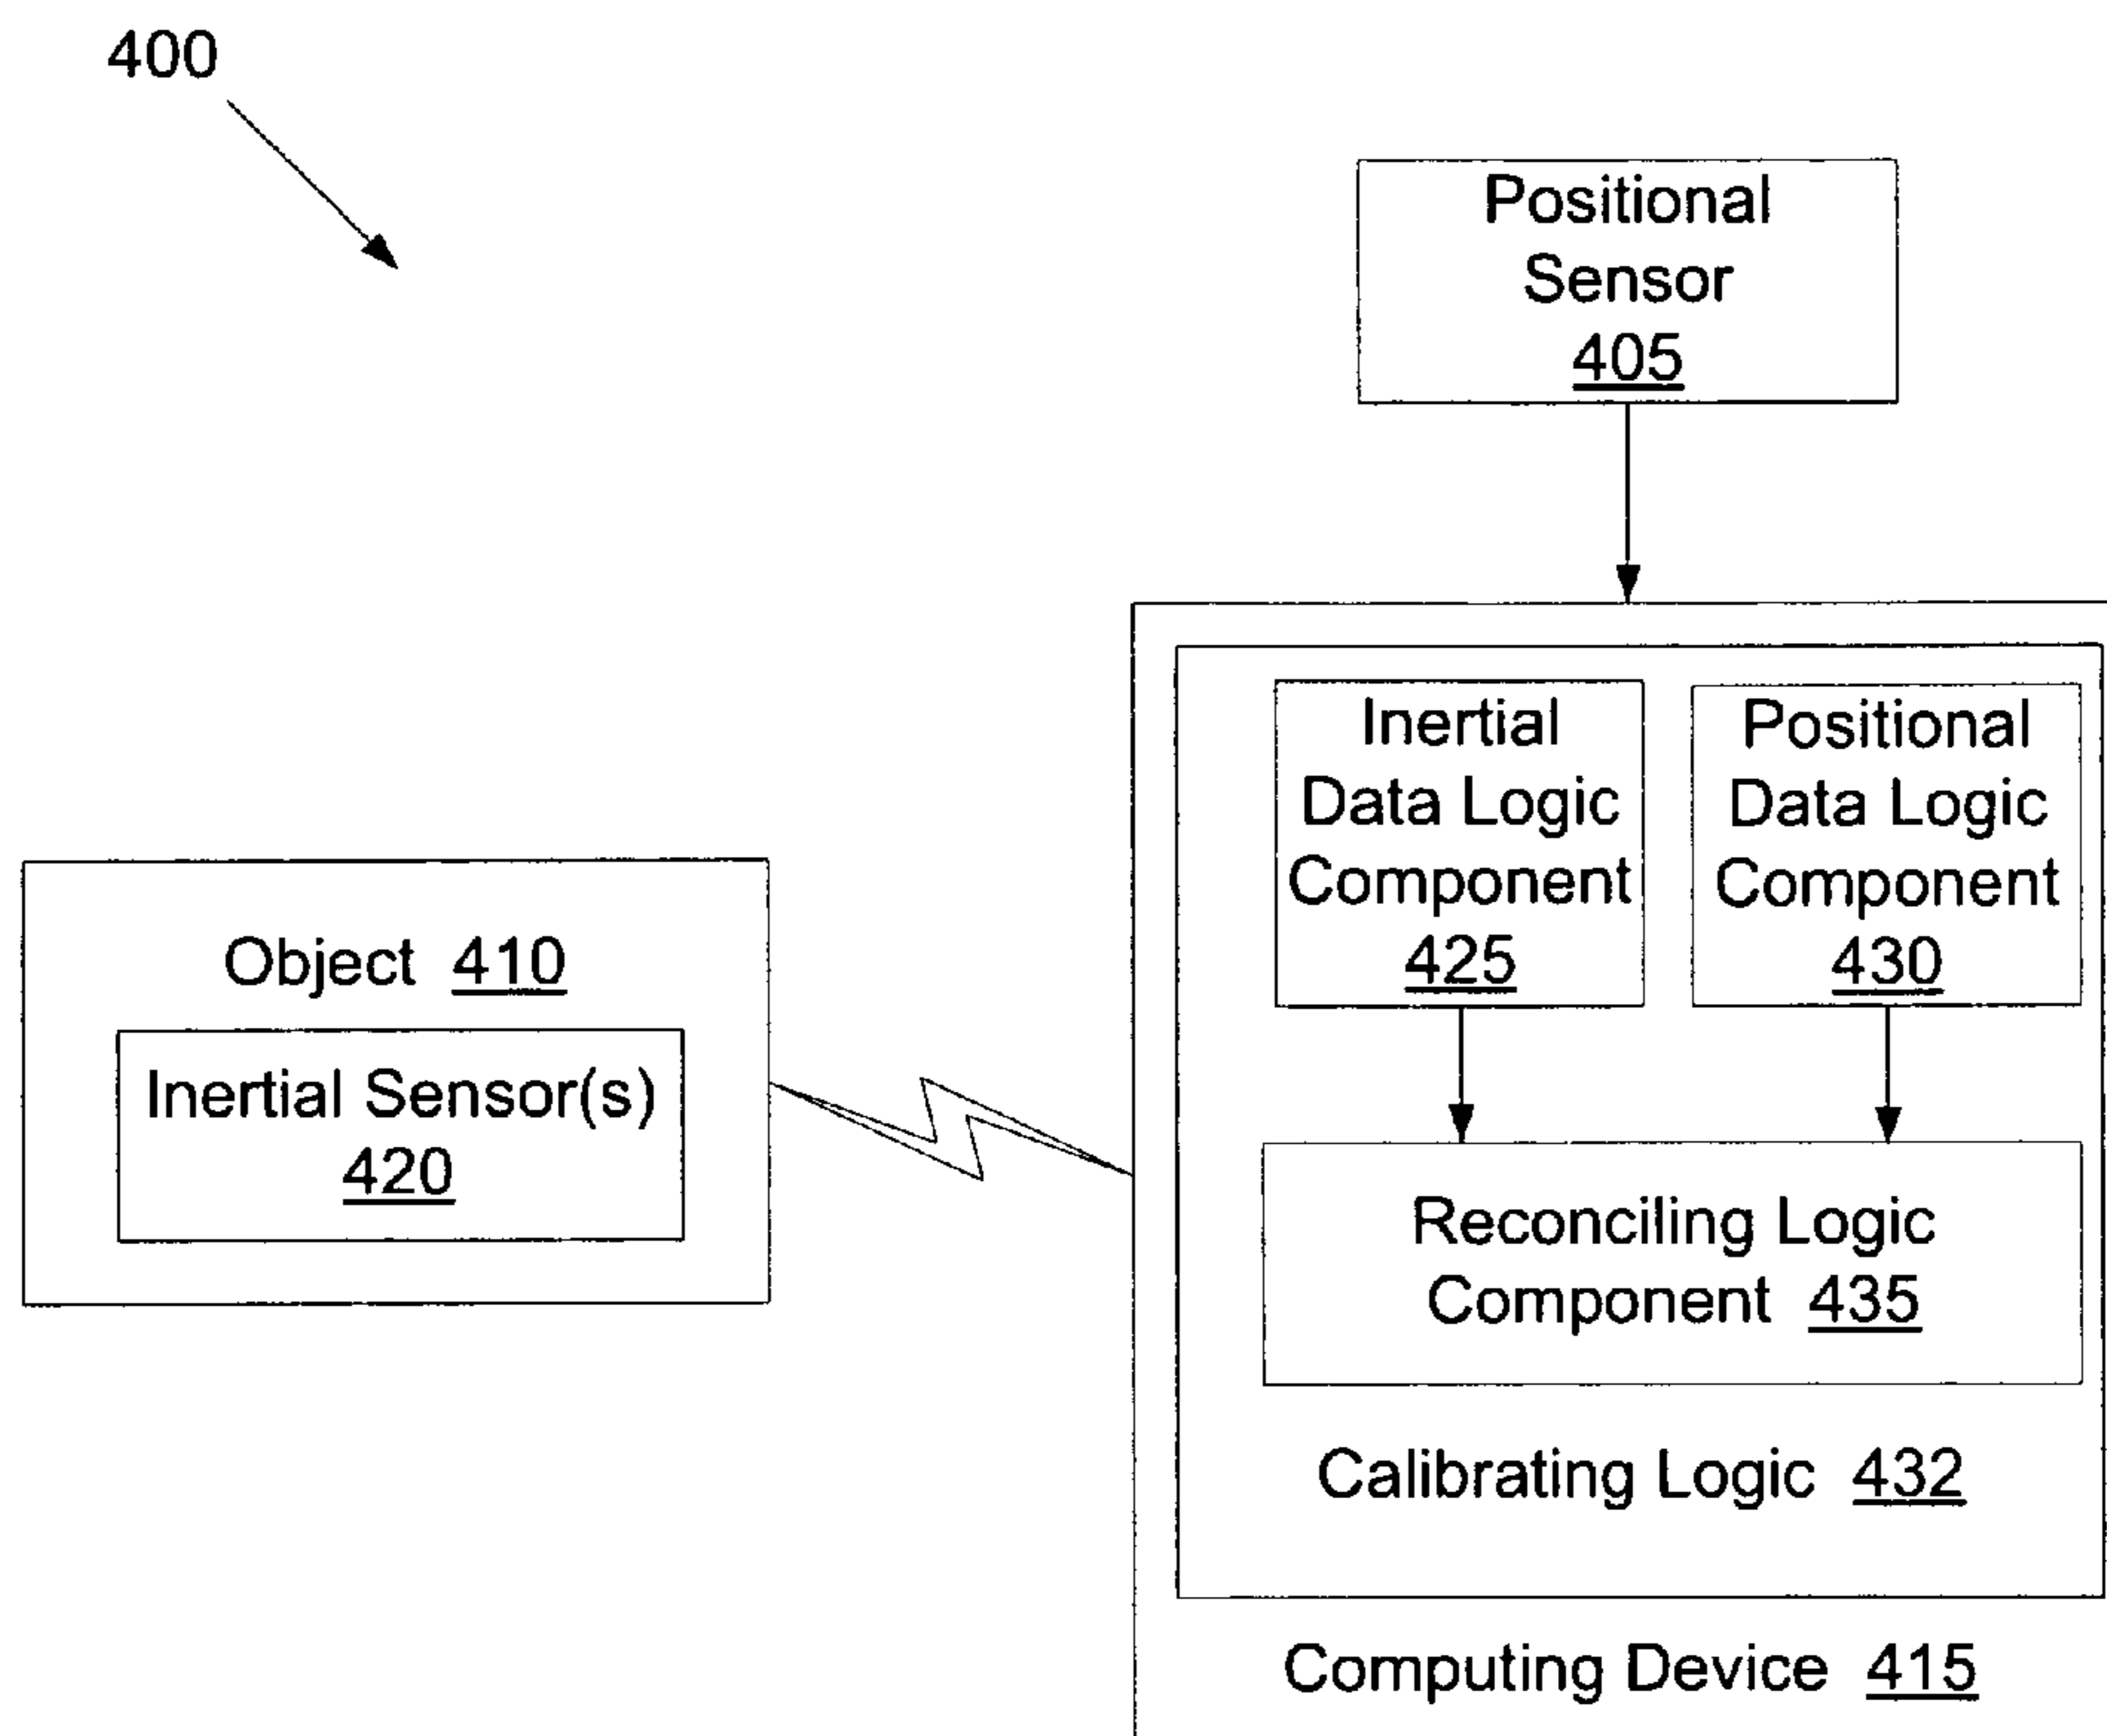 400
Positional
Sensor
405
Inertial
Data Logic
Component
425
Positional
Data Logic
Component
430
Object 410
Inertial Sensor(s)
420
Reconciling Logic
Component 435
Calibrating Logic 432
Computing Device 415